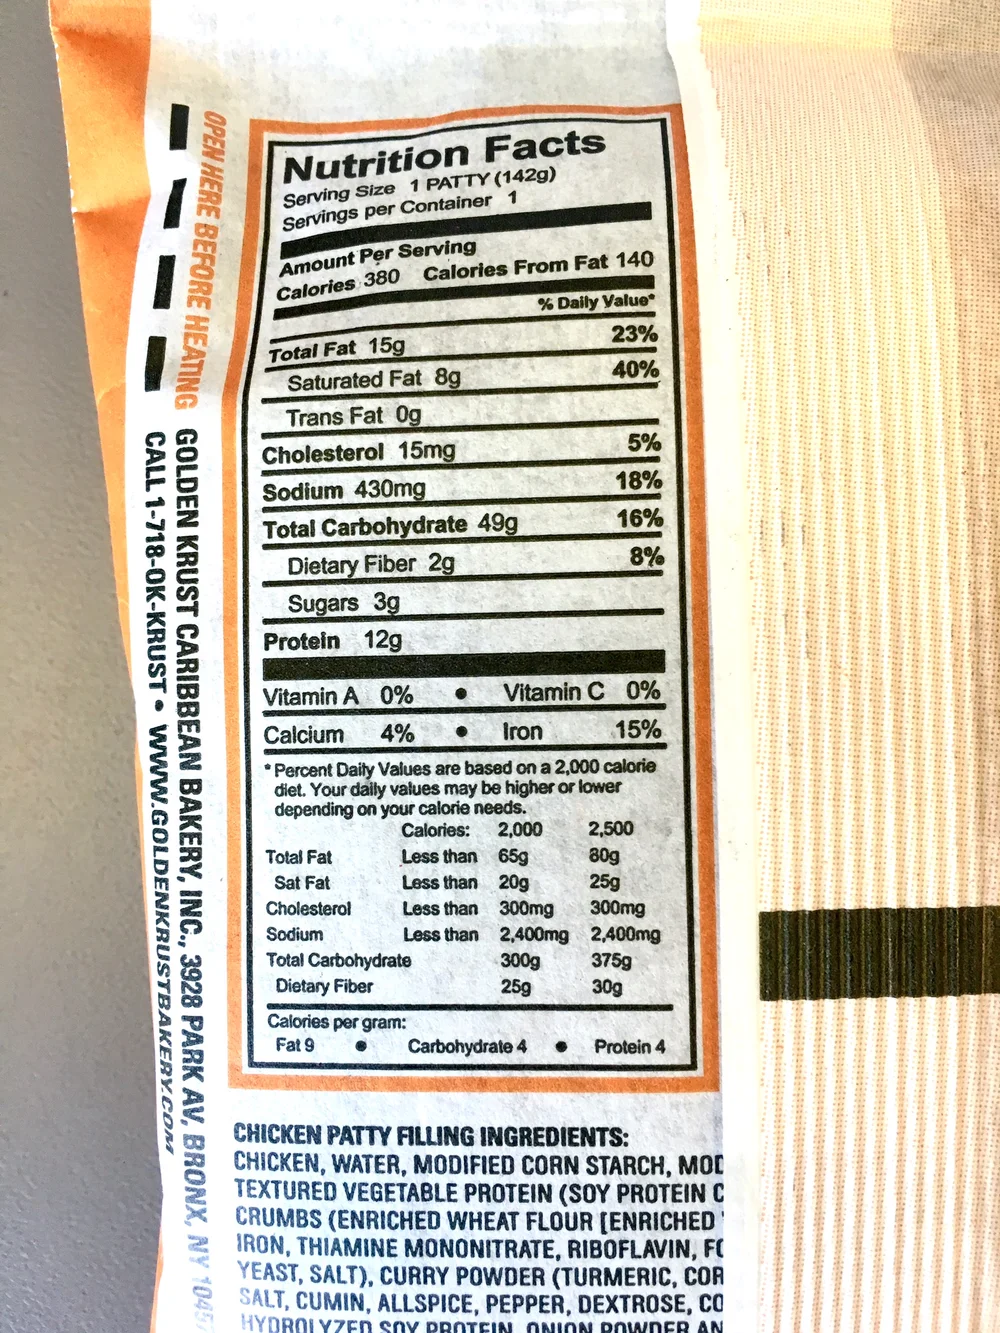 OPEN HERE BEFORE HEATING
GOLDEN KRUST CARIBBEAN BAKERY, INC., 3928 PARK AV, BRONX, NY 10457
CALL 1-718-OK-KRUST • WWW.GOLDENKRUSTBAKERY.COM
Nutrition Facts
Serving Size 1 PATTY (142g)
Servings per Container 1
Amount Per Serving
Calories 380 Calories From Fat 140
% Daily Value*
Total Fat 15g 23%
Saturated Fat 8g 40%
Trans Fat 0g
Cholesterol 15mg 5%
Sodium 430mg 18%
Total Carbohydrate 49g 16%
Dietary Fiber 2g 8%
Sugars 3g
Protein 12g
Vitamin A 0% • Vitamin C 0%
Calcium 4% • Iron 15%
* Percent Daily Values are based on a 2,000 calorie
diet. Your daily values may be higher or lower
depending on your calorie needs.
Calories: 2,000 2,500
Total Fat Less than 65g 80g
Sat Fat Less than 20g 25g
Cholesterol Less than 300mg 300mg
Sodium Less than 2,400mg 2,400mg
Total Carbohydrate 300g 375g
Dietary Fiber 25g 30g
Calories per gram:
Fat 9 • Carbohydrate 4 • Protein 4
CHICKEN PATTY FILLING INGREDIENTS:
CHICKEN, WATER, MODIFIED CORN STARCH,
TEXTURED VEGETABLE PROTEIN (SOY PROTEIN
CRUMBS (ENRICHED WHEAT FLOUR [ENRICHED
IRON, THIAMINE MONONITRATE, RIBOFLAVIN,
YEAST, SALT), CURRY POWDER (TURMERIC,
SALT, CUMIN, ALLSPICE, PEPPER, DEXTROSE,
HYDROLYZED SOY PROTEIN, ONION POWDER